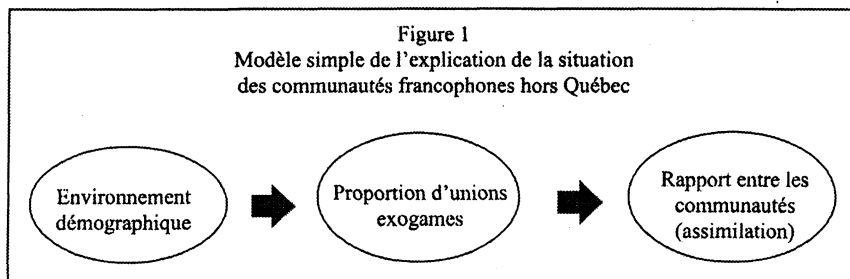 Figure 1
Modèle simple de l'explication de la situation
des communautés francophones hors Québec
Environnement
démographique
Proportion d'unions
exogames
Rapport entre les
communautés
(assimilation)